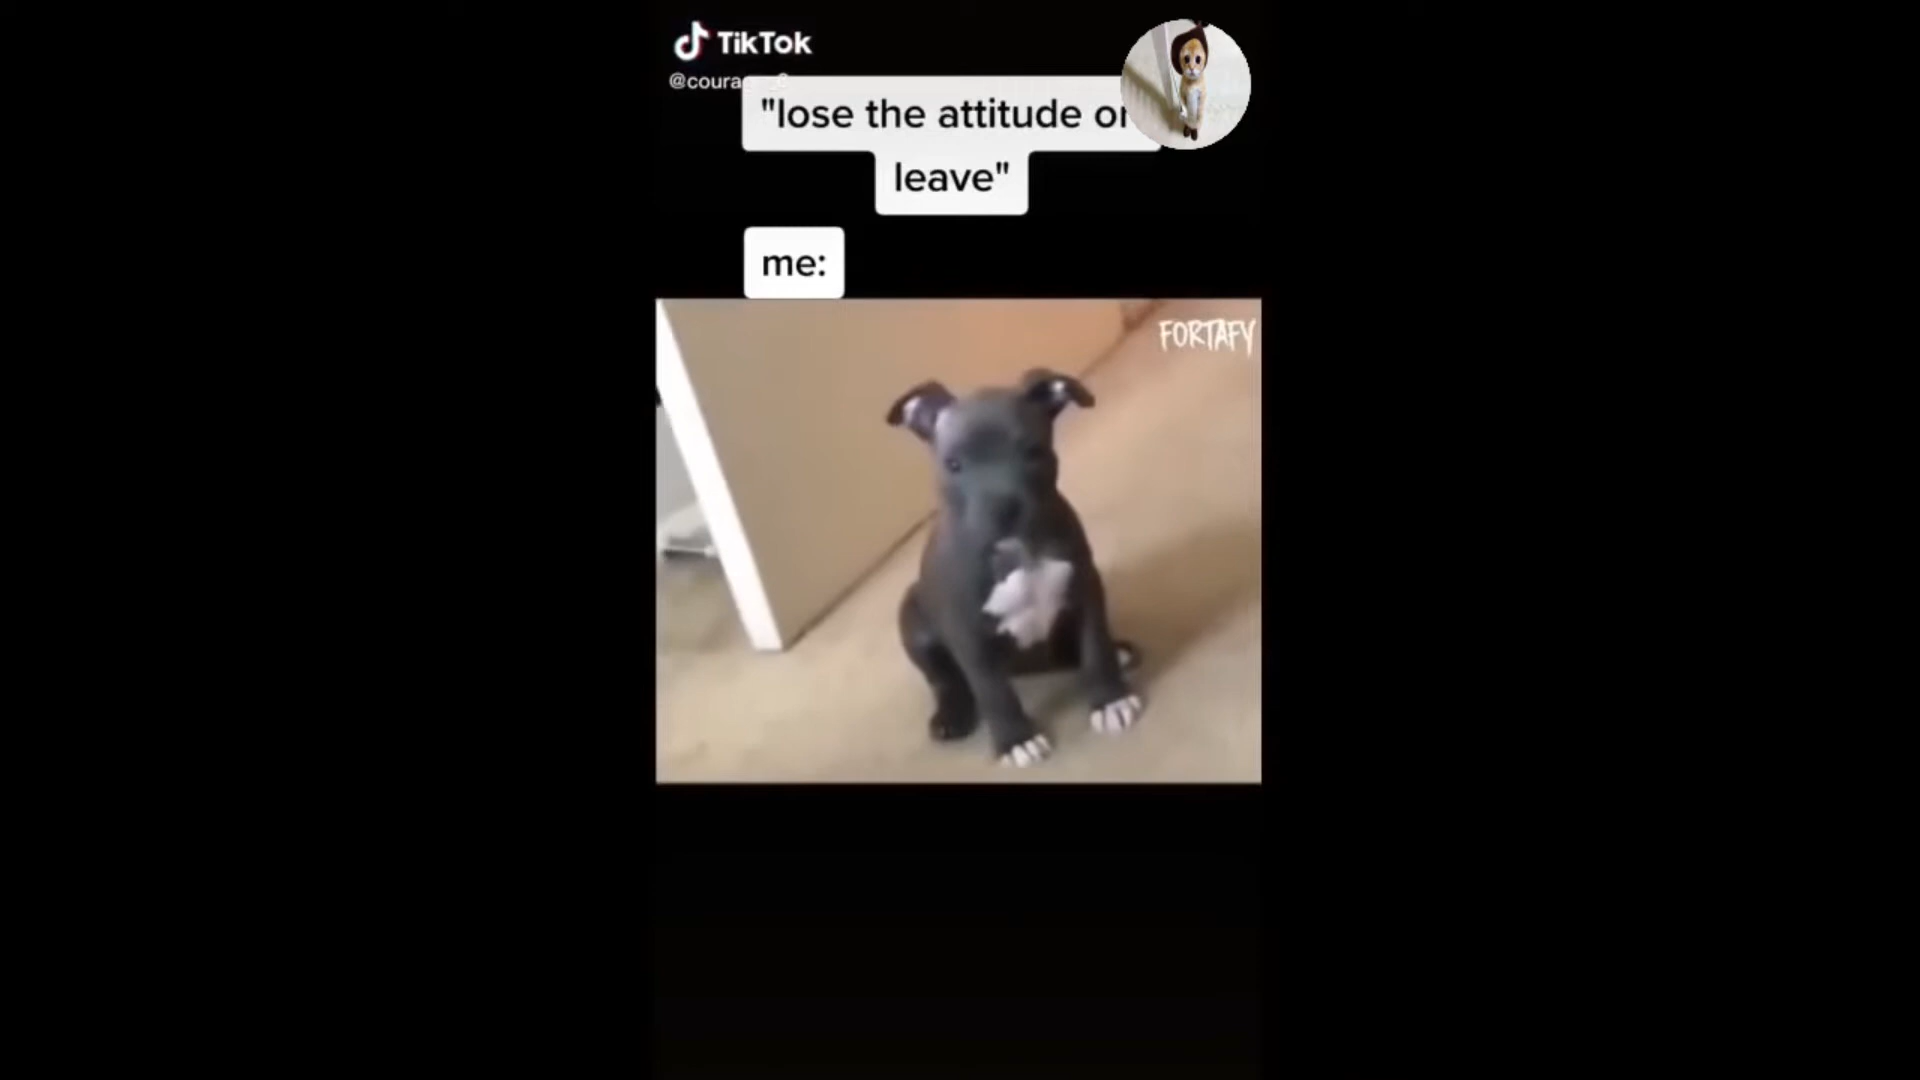 TikTok
"lose the attitude or
leave"
me:
FORTAFY